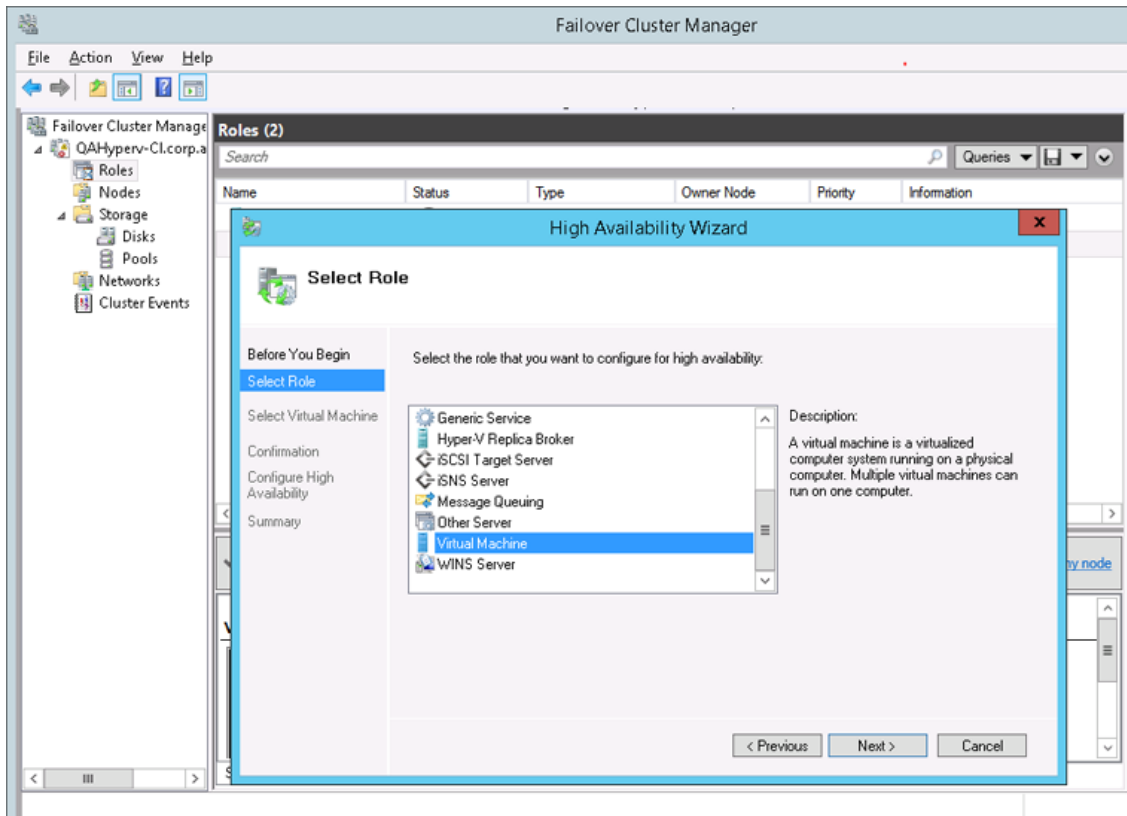 Failover Cluster Manager
File Action View Help
Failover Cluster Manage
QAHyperv-Cl.corp.a
Roles
Nodes
Storage
Disks
Pools
Networks
Cluster Events
Roles (2)
Search
Queries
Name Status Type Owner Node Priority Information
High Availability Wizard
x
Select Role
Before You Begin
Select Role
Select Virtual Machine
Confirmation
Configure High
Availability
Summary
Select the role that you want to configure for high availability:
Generic Service
Hyper-V Replica Broker
iSCSI Target Server
iSNS Server
Message Queuing
Other Server
Virtual Machine
WINS Server
Description:
A virtual machine is a virtualized
computer system running on a physical
computer. Multiple virtual machines can
run on one computer.
ny node
< Previous Next > Cancel